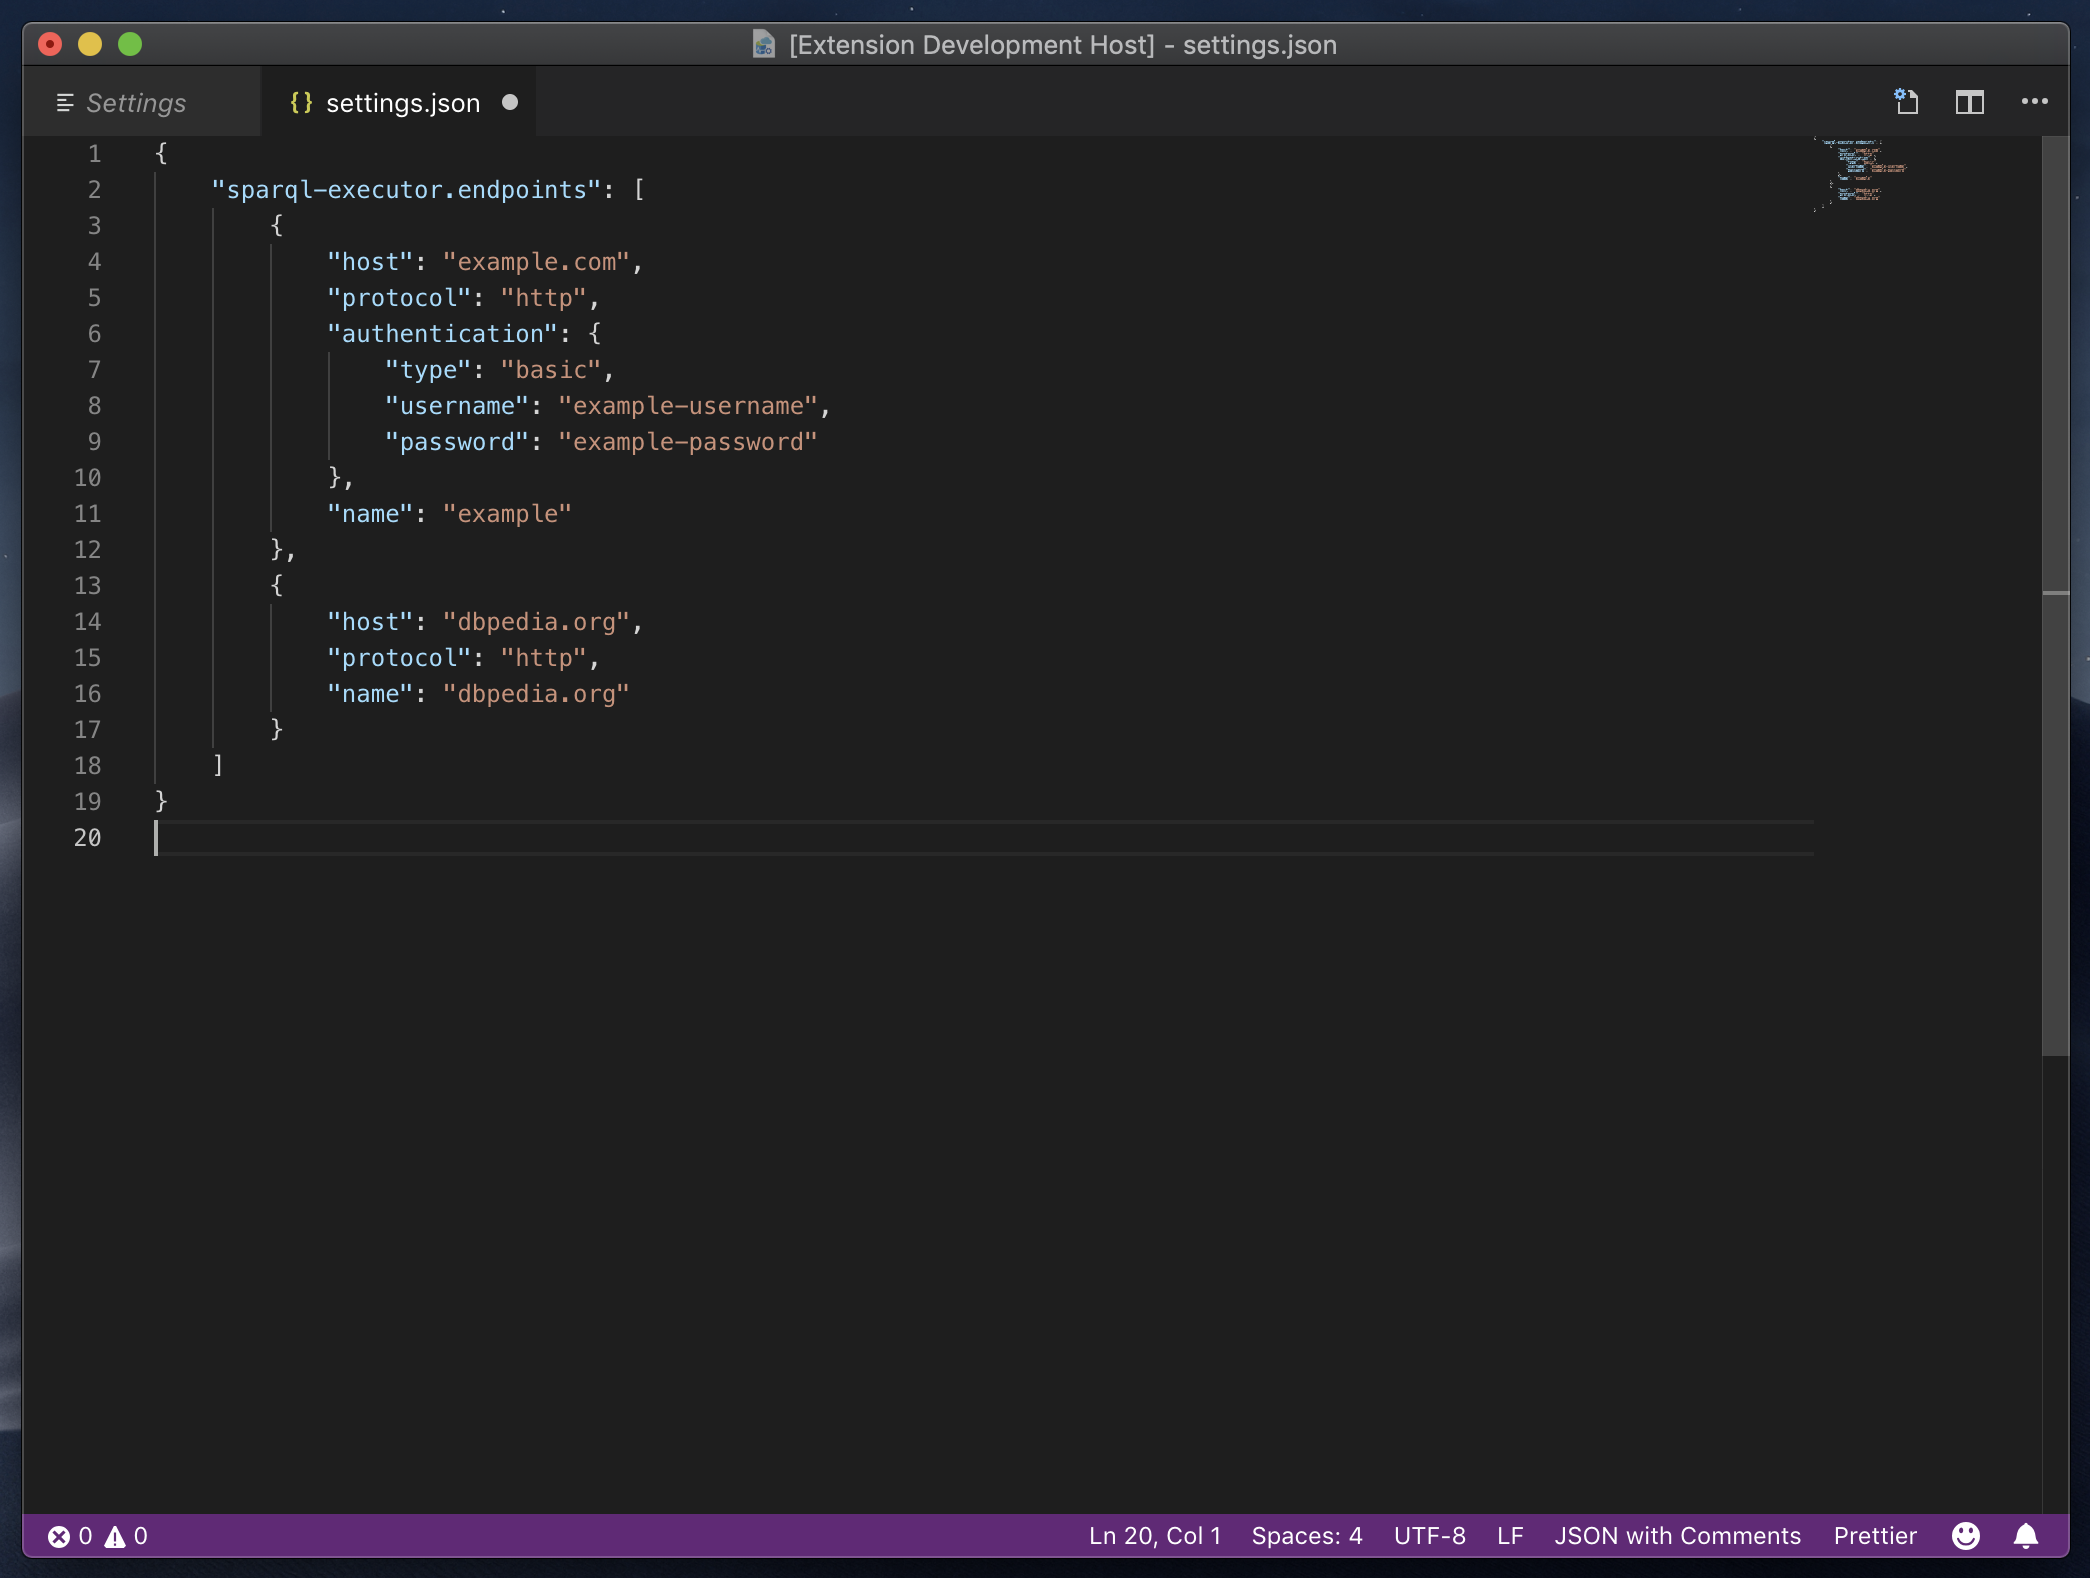 [Extension Development Host] - settings.json
Settings
{} settings.json
1 {
2 "sparql-executor.endpoints": [
3 {
4 "host": "example.com",
5 "protocol": "http",
6 "authentication": {
7 "type": "basic",
8 "username": "example-username",
9 "password": "example-password"
10 },
11 "name": "example"
12 },
13 {
14 "host": "dbpedia.org",
15 "protocol": "http",
16 "name": "dbpedia.org"
17 }
18 ]
19 }
20
0 0 Ln 20, Col 1 Spaces: 4 UTF-8 LF JSON with Comments Prettier